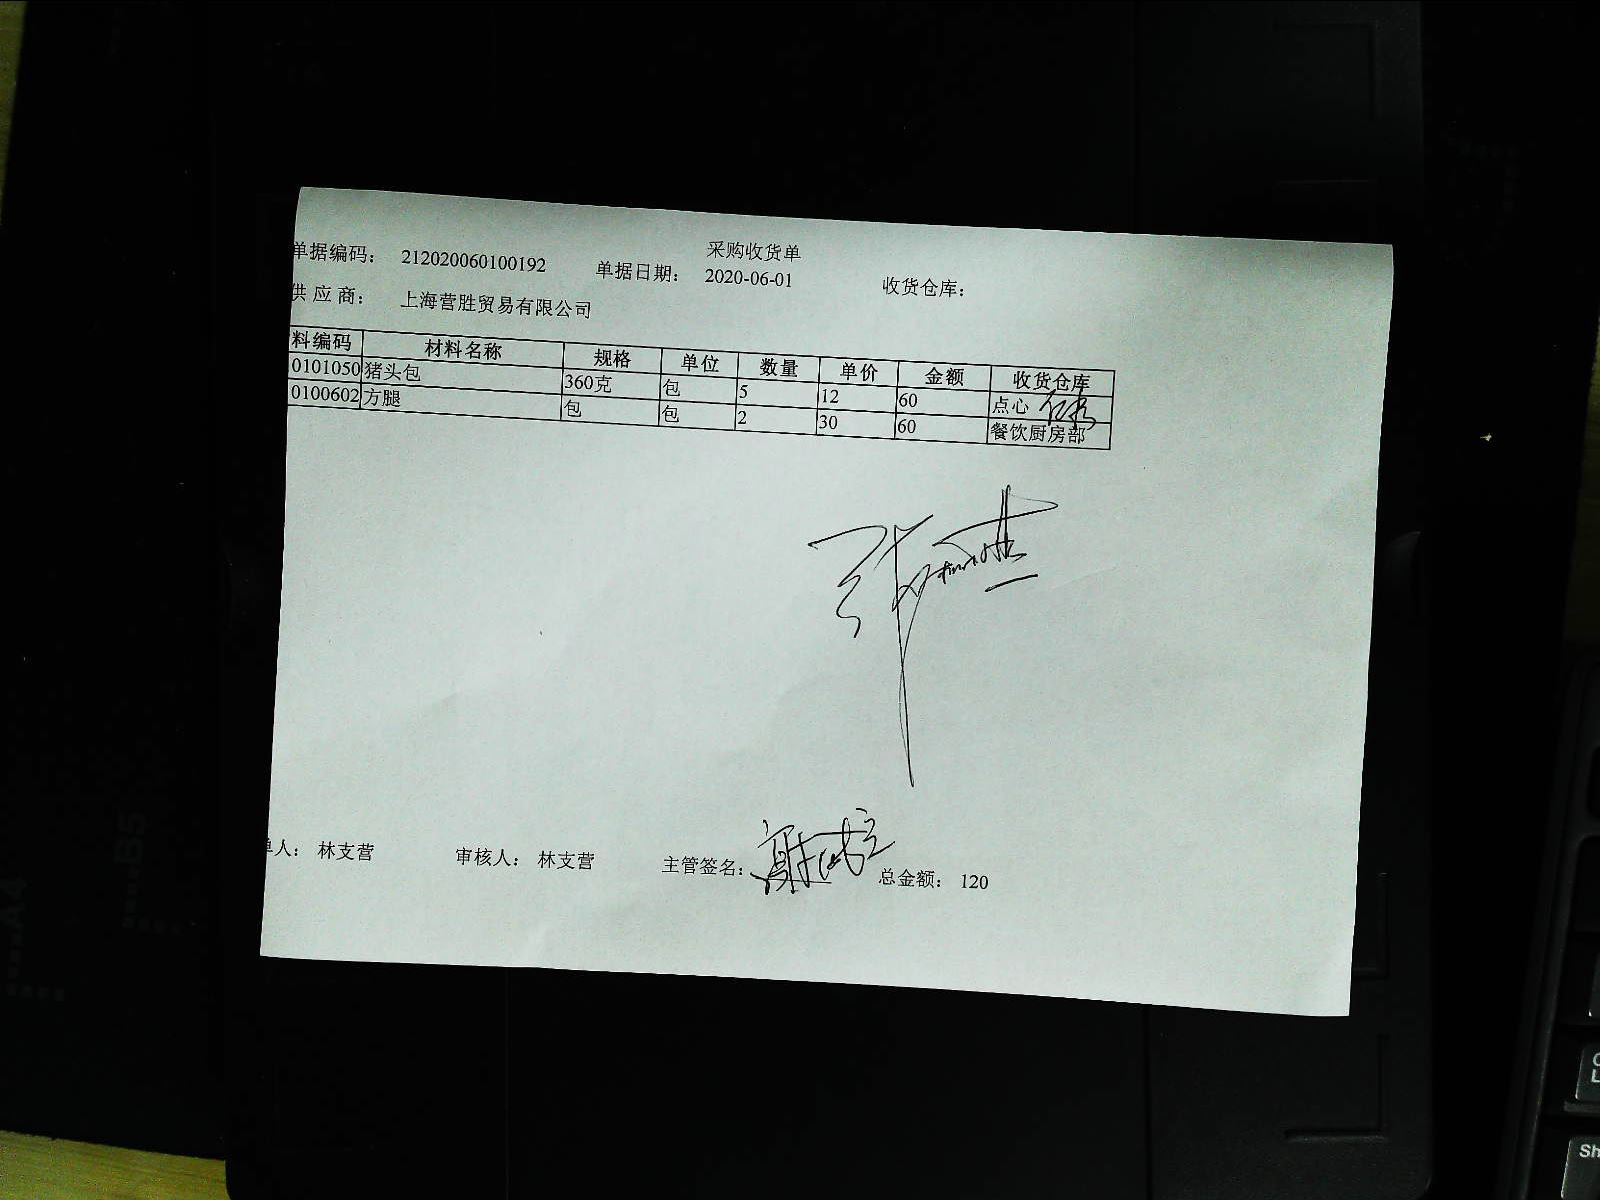 采购收货单
单据编码： 212020060100192 单据日期： 2020-06-01 收货仓库：
供 应 商： 上海营胜贸易有限公司
料编码 材料名称 规格 单位 数量 单价 金额 收货仓库
0101050 猪头包 360克 包 5 12 60 点心
0100602 方腿 包 包 2 30 60 餐饮厨房部
单人： 林支营 审核人： 林支营 主管签名： 总金额： 120
B5
A4
Sh